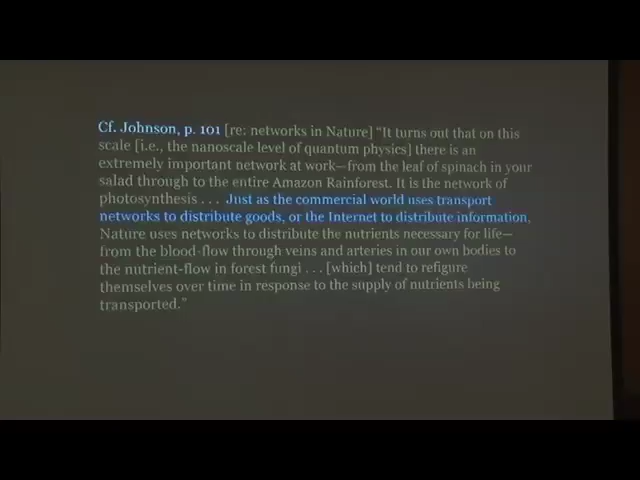 Cf. Johnson, p. 101 [re: networks in Nature] “It turns out that on this
scale [i.e., the nanoscale level of quantum physics] there is an
extremely important network at work—from the leaf of spinach in your
salad through to the entire Amazon Rainforest. It is the network of
photosynthesis . . . Just as the commercial world uses transport
networks to distribute goods, or the Internet to distribute information,
Nature uses networks to distribute the nutrients necessary for life—
from the blood-flow through veins and arteries in our own bodies to
the nutrient-flow in forest fungi . . . [which] tend to refigure
themselves over time in response to the supply of nutrients being
transported.”